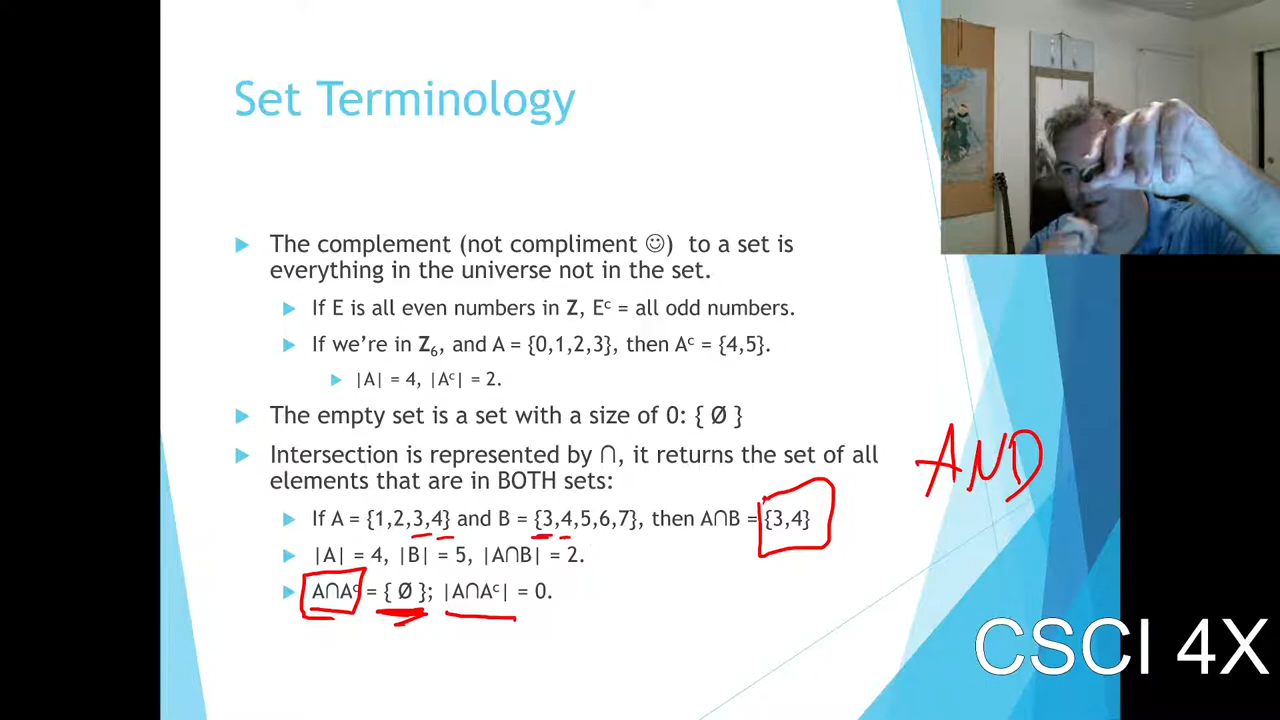 Set Terminology
The complement (not compliment ☺) to a set is
everything in the universe not in the set.
If E is all even numbers in Z, Eᶜ = all odd numbers.
If we’re in Z₆, and A = {0,1,2,3}, then Aᶜ = {4,5}.
|A| = 4, |Aᶜ| = 2.
The empty set is a set with a size of 0: { Ø }
Intersection is represented by ∩, it returns the set of all
elements that are in BOTH sets:
AND
If A = {1,2,3,4} and B = {3,4,5,6,7}, then A∩B = {3,4}
|A| = 4, |B| = 5, |A∩B| = 2.
A∩Aᶜ = { Ø }; |A∩Aᶜ| = 0.
CSCI 4X